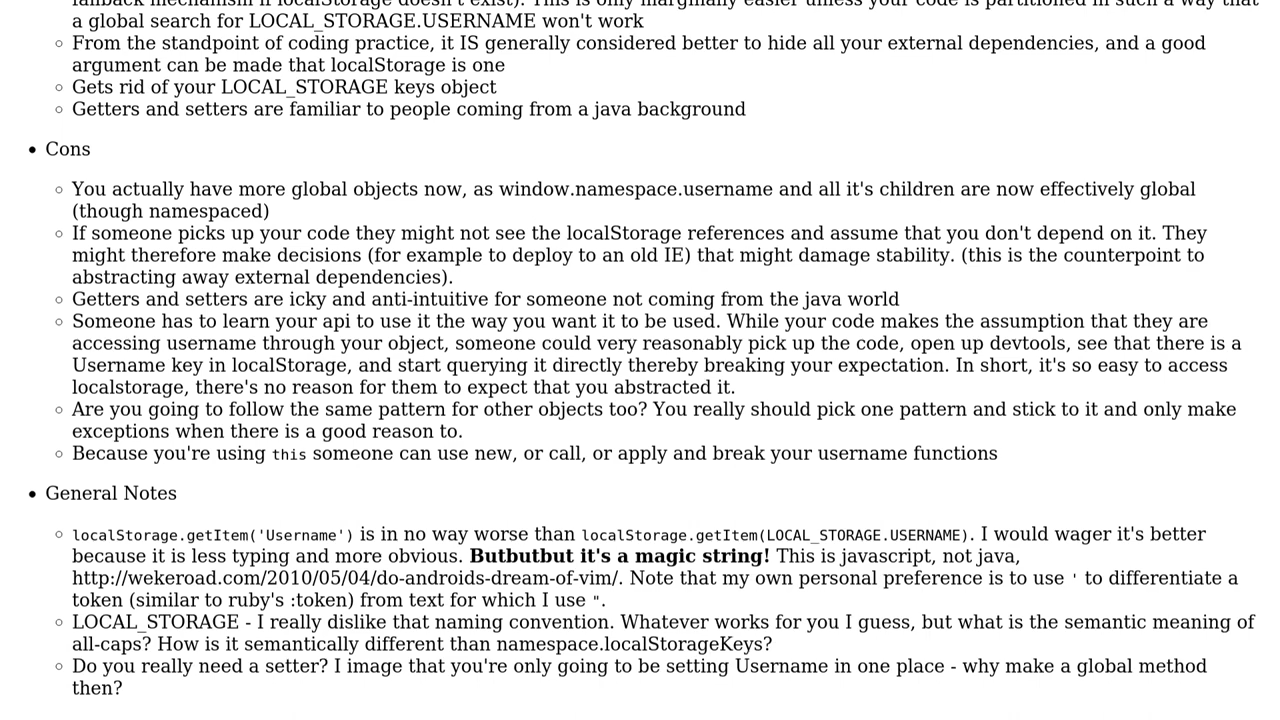 fallback mechanism if localStorage doesn't exist). This is only marginally easier unless your code is partitioned in such a way that
a global search for LOCAL_STORAGE.USERNAME won't work
◦ From the standpoint of coding practice, it IS generally considered better to hide all your external dependencies, and a good
argument can be made that localStorage is one
◦ Gets rid of your LOCAL_STORAGE keys object
◦ Getters and setters are familiar to people coming from a java background
• Cons
◦ You actually have more global objects now, as window.namespace.username and all it's children are now effectively global
(though namespaced)
◦ If someone picks up your code they might not see the localStorage references and assume that you don't depend on it. They
might therefore make decisions (for example to deploy to an old IE) that might damage stability. (this is the counterpoint to
abstracting away external dependencies).
◦ Getters and setters are icky and anti-intuitive for someone not coming from the java world
◦ Someone has to learn your api to use it the way you want it to be used. While your code makes the assumption that they are
accessing username through your object, someone could very reasonably pick up the code, open up devtools, see that there is a
Username key in localStorage, and start querying it directly thereby breaking your expectation. In short, it's so easy to access
localstorage, there's no reason for them to expect that you abstracted it.
◦ Are you going to follow the same pattern for other objects too? You really should pick one pattern and stick to it and only make
exceptions when there is a good reason to.
◦ Because you're using this someone can use new, or call, or apply and break your username functions
• General Notes
◦ localStorage.getItem('Username') is in no way worse than localStorage.getItem(LOCAL_STORAGE.USERNAME). I would wager it's better
because it is less typing and more obvious. Butbutbut it's a magic string! This is javascript, not java,
http://wekeroad.com/2010/05/04/do-androids-dream-of-vim/. Note that my own personal preference is to use ' to differentiate a
token (similar to ruby's :token) from text for which I use ".
◦ LOCAL_STORAGE - I really dislike that naming convention. Whatever works for you I guess, but what is the semantic meaning of
all-caps? How is it semantically different than namespace.localStorageKeys?
◦ Do you really need a setter? I image that you're only going to be setting Username in one place - why make a global method
then?